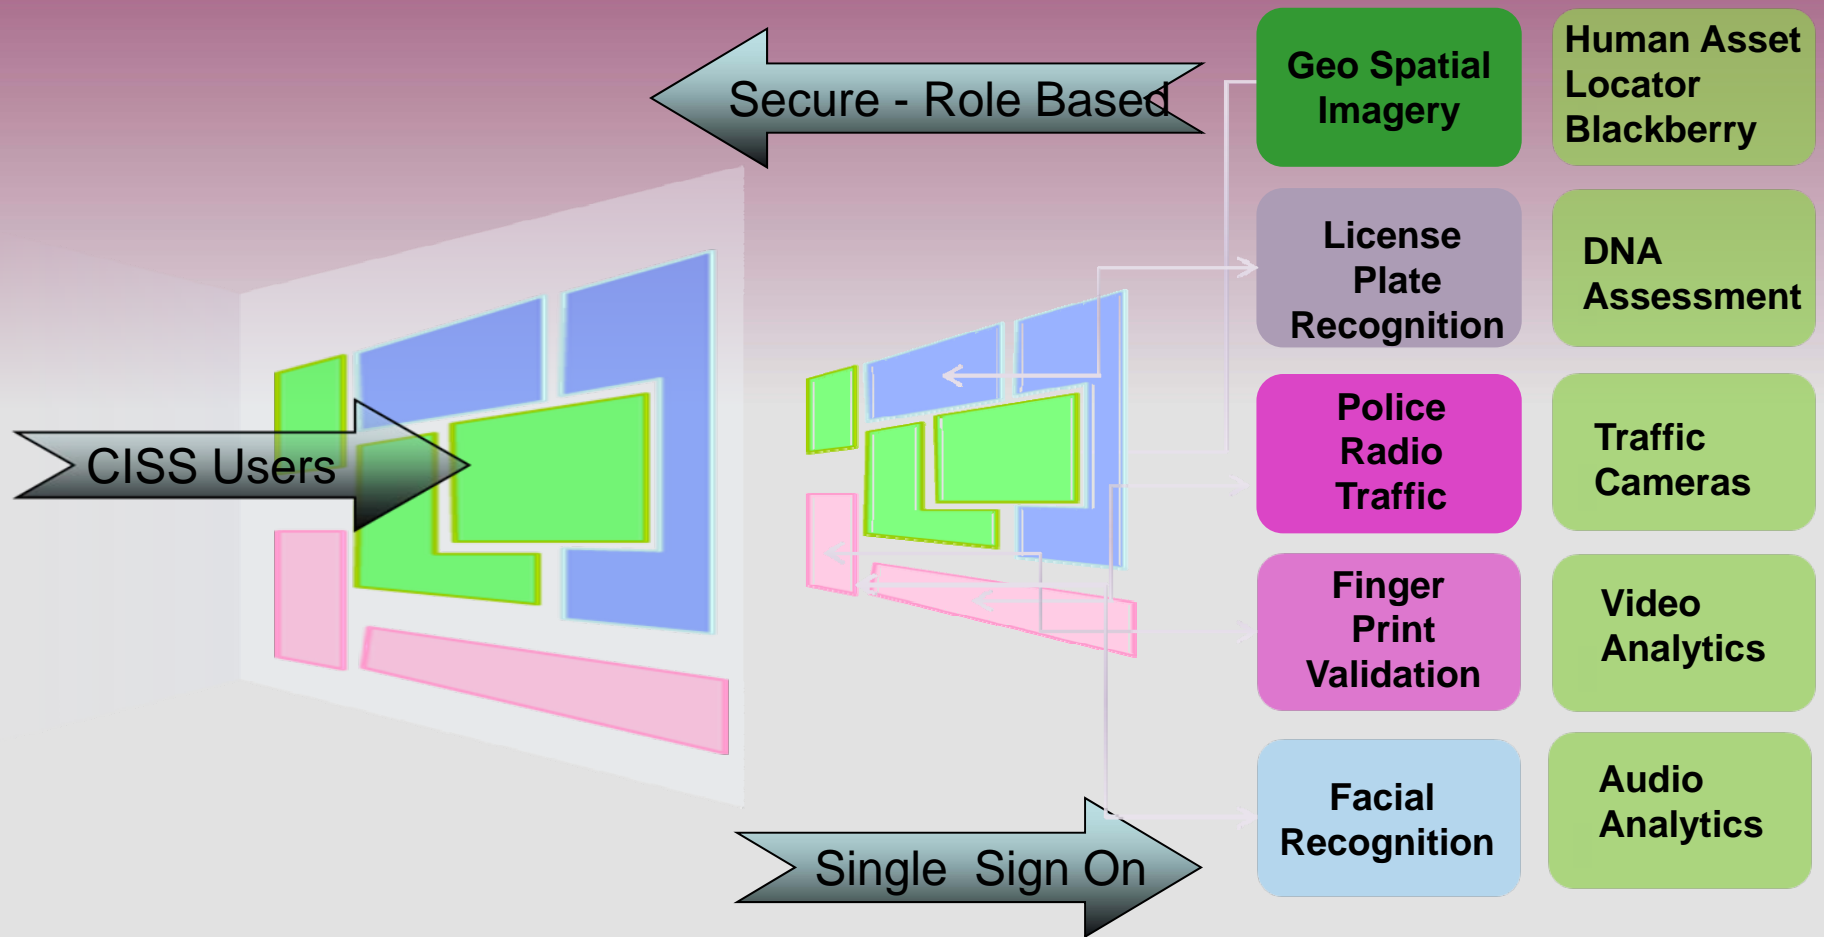 Secure - Role Based
CISS Users
Single  Sign On
Geo Spatial
Imagery
Human Asset
Locator
Blackberry
License
Plate
Recognition
DNA
Assessment
Police
Radio
Traffic
Traffic
Cameras
Finger
Print
Validation
Video
Analytics
Facial
Recognition
Audio
Analytics